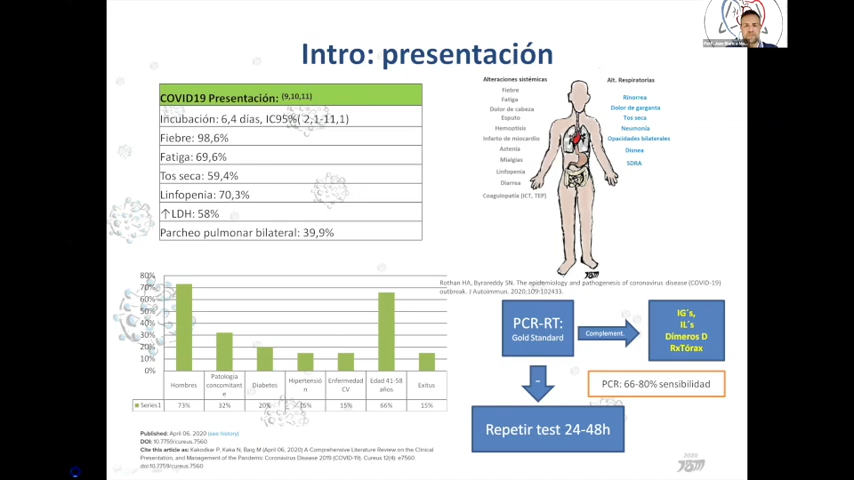 Intro: presentación
COVID19 Presentación: (9,10,11)
Incubación: 6,4 días, IC95%( 2,1-11,1)
Fiebre: 98,6%
Fatiga: 69,6%
Tos seca: 59,4%
Linfopenia: 70,3%
↑LDH: 58%
Parcheo pulmonar bilateral: 39,9%
Alteraciones sistémicas
Fiebre
Fatiga
Dolor de cabeza
Esputo
Hemoptisis
Infarto de miocardio
Astenia
Mialgias
Linfopenia
Diarrea
Coagulopatía (ICT, TEP)
Alt. Respiratorias
Rinorrea
Dolor de garganta
Tos seca
Neumonía
Opacidades bilaterales
Disnea
SDRA
Rothan HA, Byrareddy SN. The epidemiology and pathogenesis of coronavirus disease (COVID-19)
outbreak. J Autoimmun. 2020;109:102433.
80%
70%
60%
50%
40%
30%
20%
10%
0%
Hombres
Patología
concomitant
e
Diabetes
Hipertensió
n
Enfermedad
CV
Edad 41-58
años
Exitus
Series1
73%
32%
20%
15%
15%
66%
15%
PCR-RT:
Gold Standard
Complement.
IG´s,
IL´s
Dímeros D
RxTórax
-
PCR: 66-80% sensibilidad
Repetir test 24-48h
Published: April 06, 2020 (see history)
DOI: 10.7759/cureus.7560
Cite this article as: Kakodkar P, Kaka N, Baig M (April 06, 2020) A Comprehensive Literature Review on the Clinical
Presentation, and Management of the Pandemic Coronavirus Disease 2019 (COVID-19). Cureus 12(4): e7560.
doi:10.7759/cureus.7560
2020